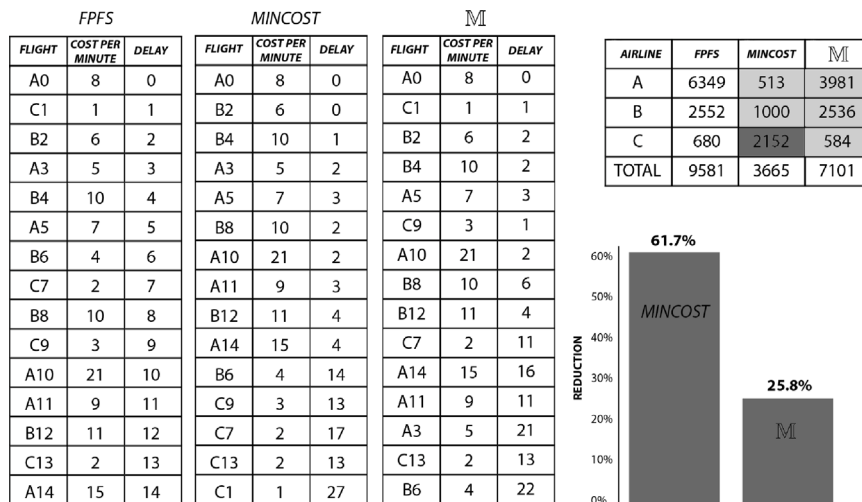 FPFS
FLIGHT COST PER MINUTE DELAY
A0 8 0
C1 1 1
B2 6 2
A3 5 3
B4 10 4
A5 7 5
B6 4 6
C7 2 7
B8 10 8
C9 3 9
A10 21 10
A11 9 11
B12 11 12
C13 2 13
A14 15 14
MINCOST
FLIGHT COST PER MINUTE DELAY
A0 8 0
B2 6 0
B4 10 1
A3 5 2
A5 7 3
B8 10 2
A10 21 2
A11 9 3
B12 11 4
A14 15 4
B6 4 14
C9 3 13
C7 2 17
C13 2 13
C1 1 27
𝕄
FLIGHT COST PER MINUTE DELAY
A0 8 0
C1 1 1
B2 6 2
B4 10 2
A5 7 3
C9 3 1
A10 21 2
B8 10 6
B12 11 4
C7 2 11
A14 15 16
A11 9 11
A3 5 21
C13 2 13
B6 4 22
AIRLINE FPFS MINCOST 𝕄
A 6349 513 3981
B 2552 1000 2536
C 680 2152 584
TOTAL 9581 3665 7101
REDUCTION
60%
50%
40%
30%
20%
10%
0%
61.7%
MINCOST
25.8%
𝕄